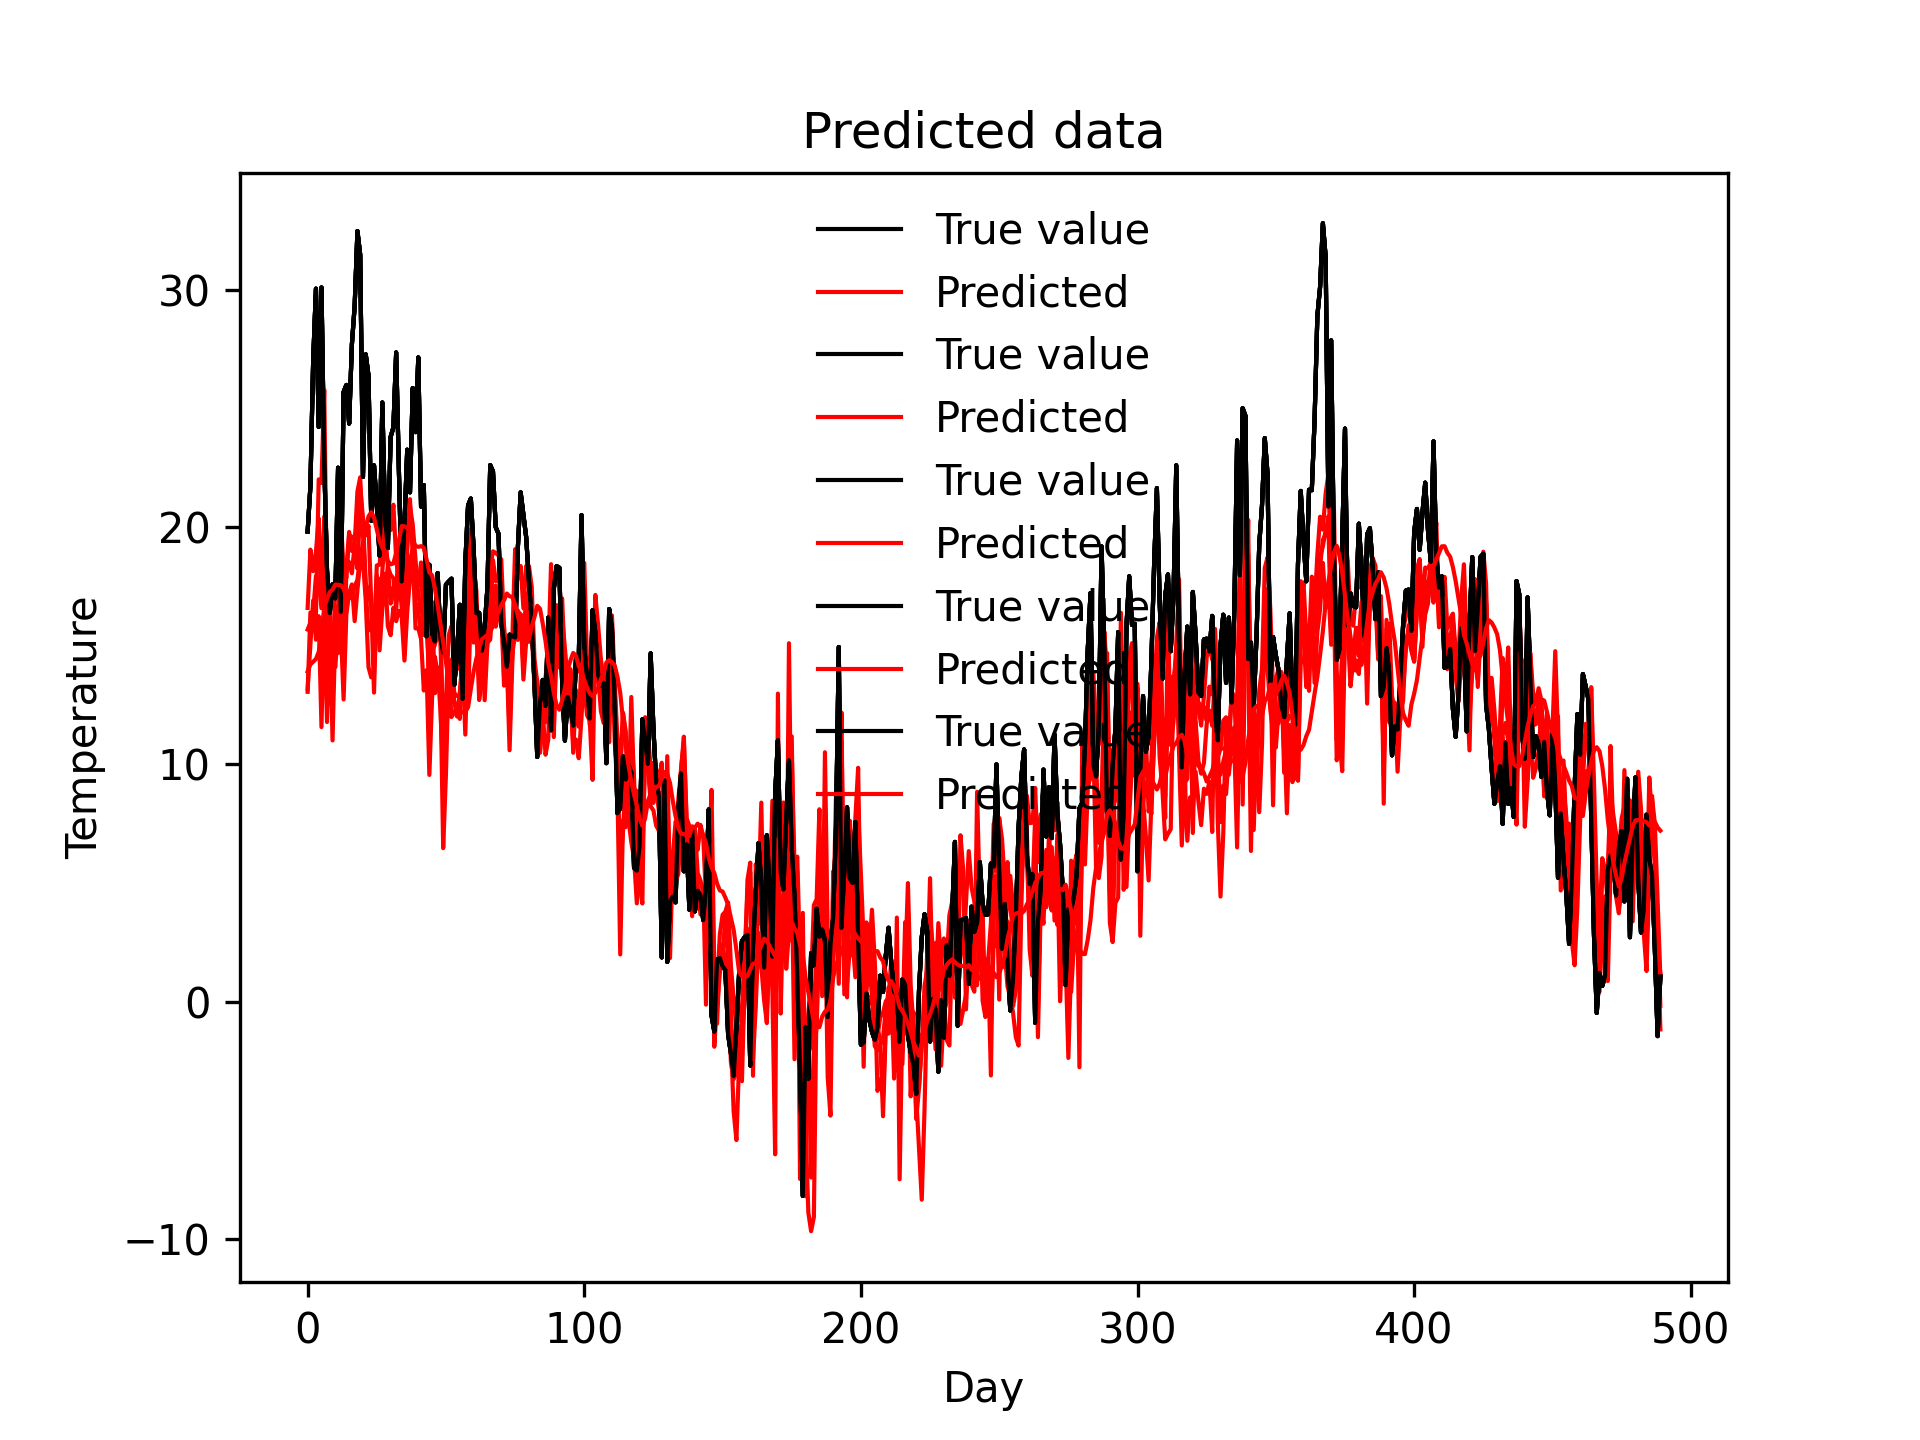 Predicted data
True value
Predicted
True value
Predicted
True value
Predicted
True value
Predicted
True value
Predicted
Temperature
30
20
10
0
−10
0 100 200 300 400 500
Day